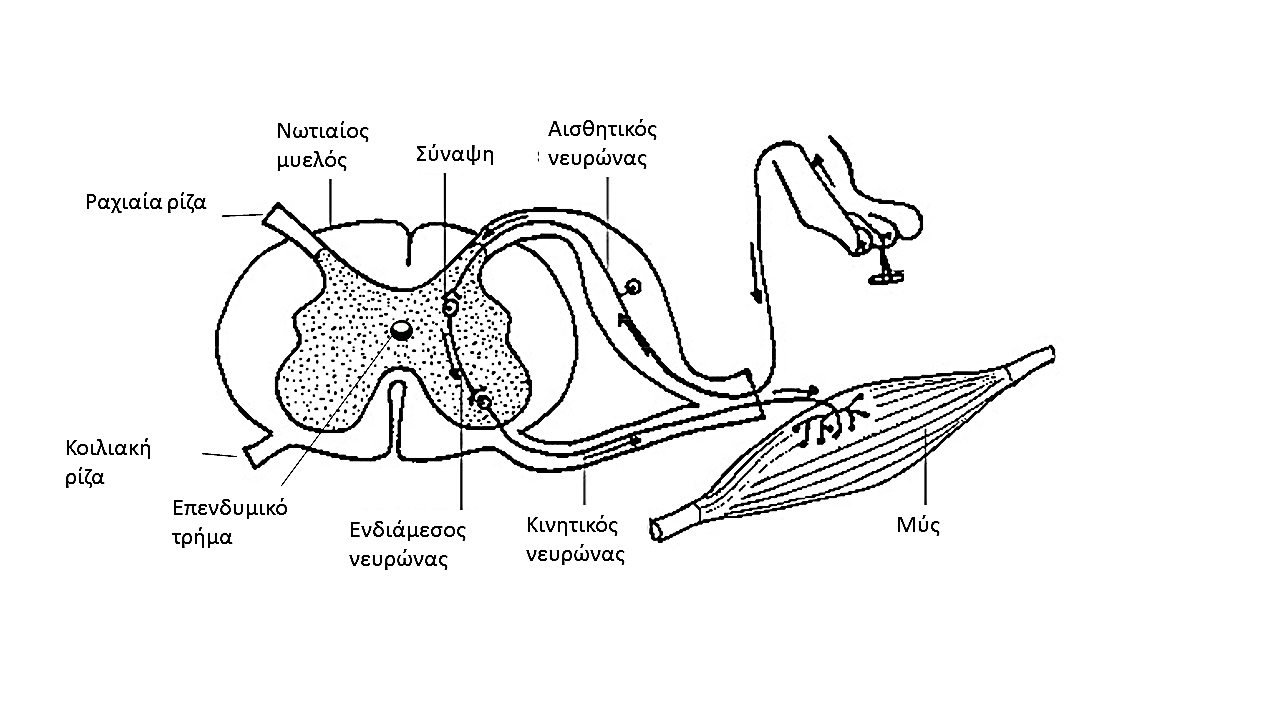 Νωτιαίος
μυελός
Σύναψη
Αισθητικός
νευρώνας
Ραχιαία ρίζα
Κοιλιακή
ρίζα
Επενδυμικό
τρήμα
Ενδιάμεσος
νευρώνας
Κινητικός
νευρώνας
Μύς